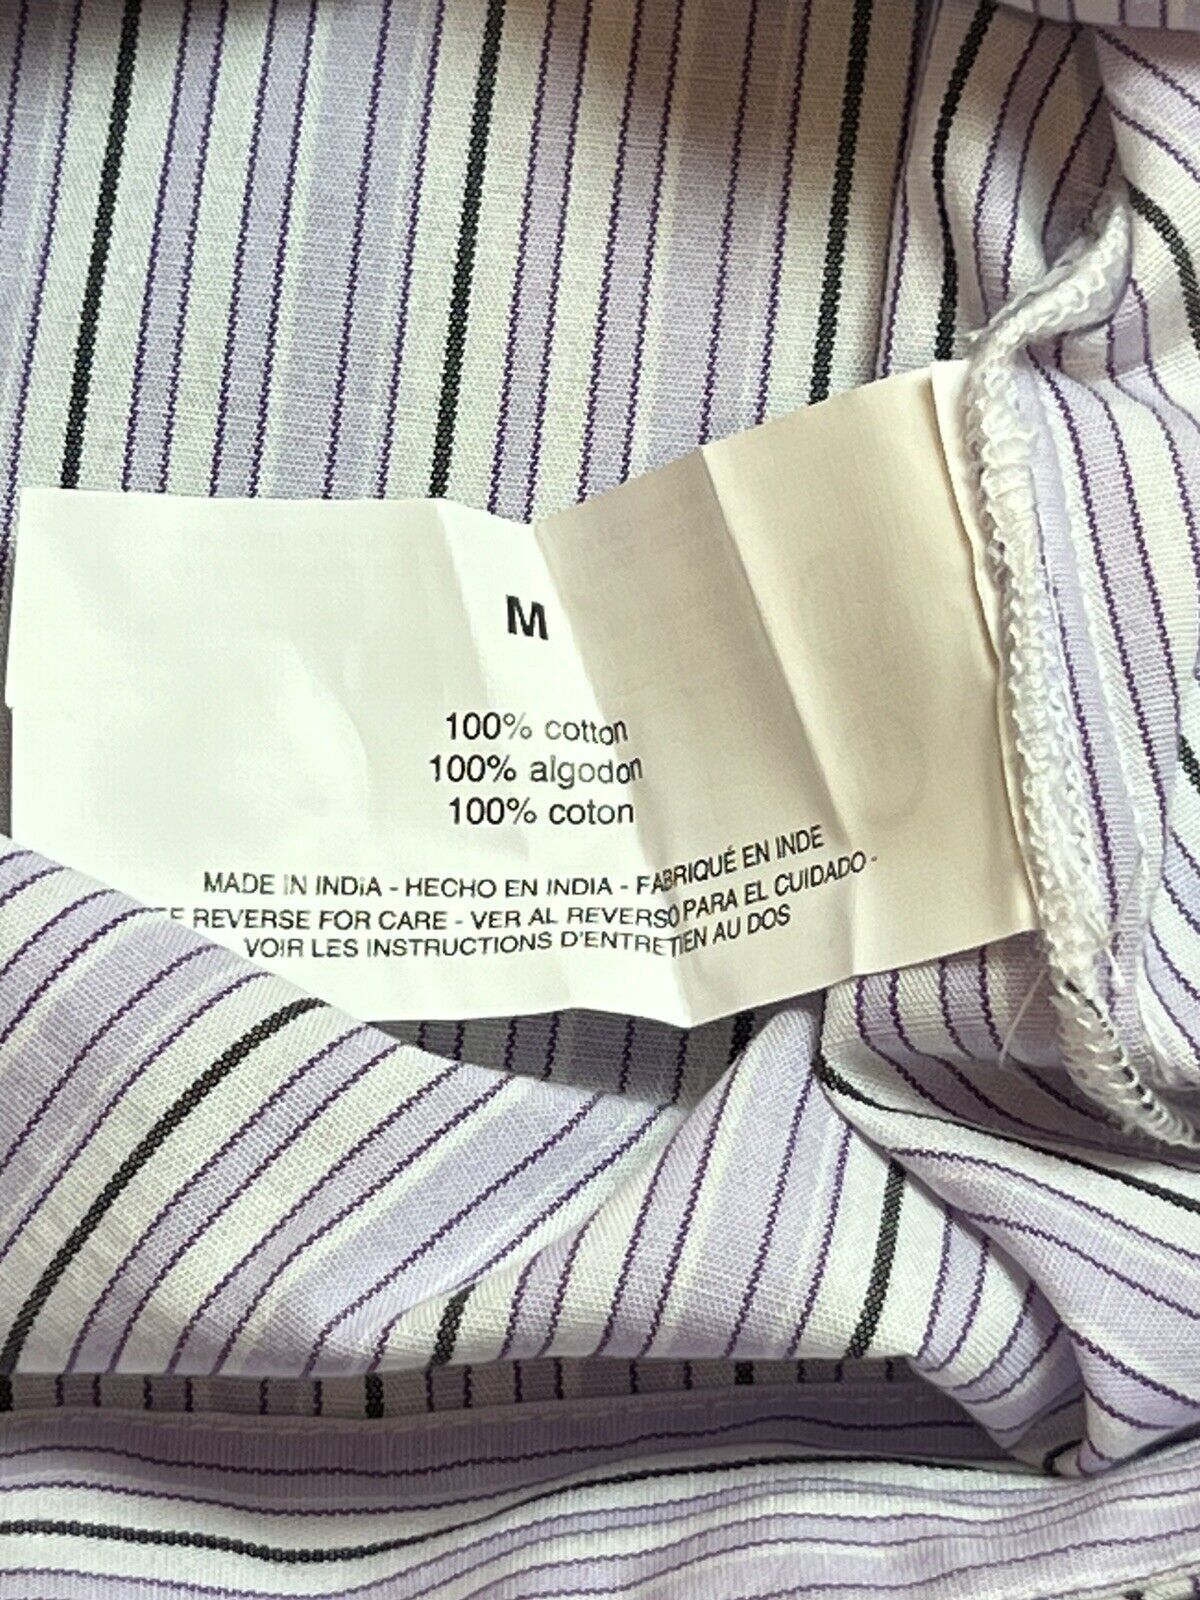 M
100% cotton
100% algodon
100% coton
MADE IN INDIA - HECHO EN INDIA - FABRIQUÉ EN INDE
REVERSE FOR CARE - VER AL REVERSO PARA EL CUIDADO -
VOIR LES INSTRUCTIONS D'ENTRETIEN AU DOS